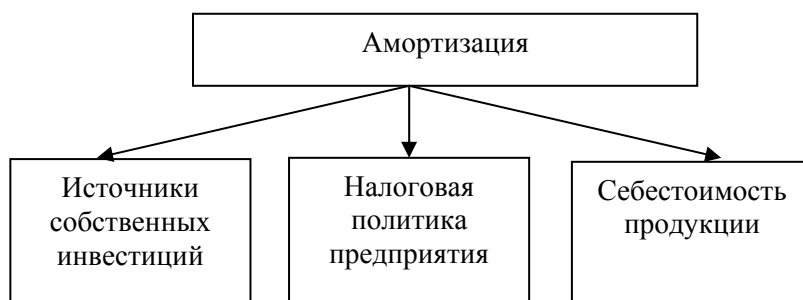 Амортизация
Источники
собственных
инвестиций
Налоговая
политика
предприятия
Себестоимость
продукции